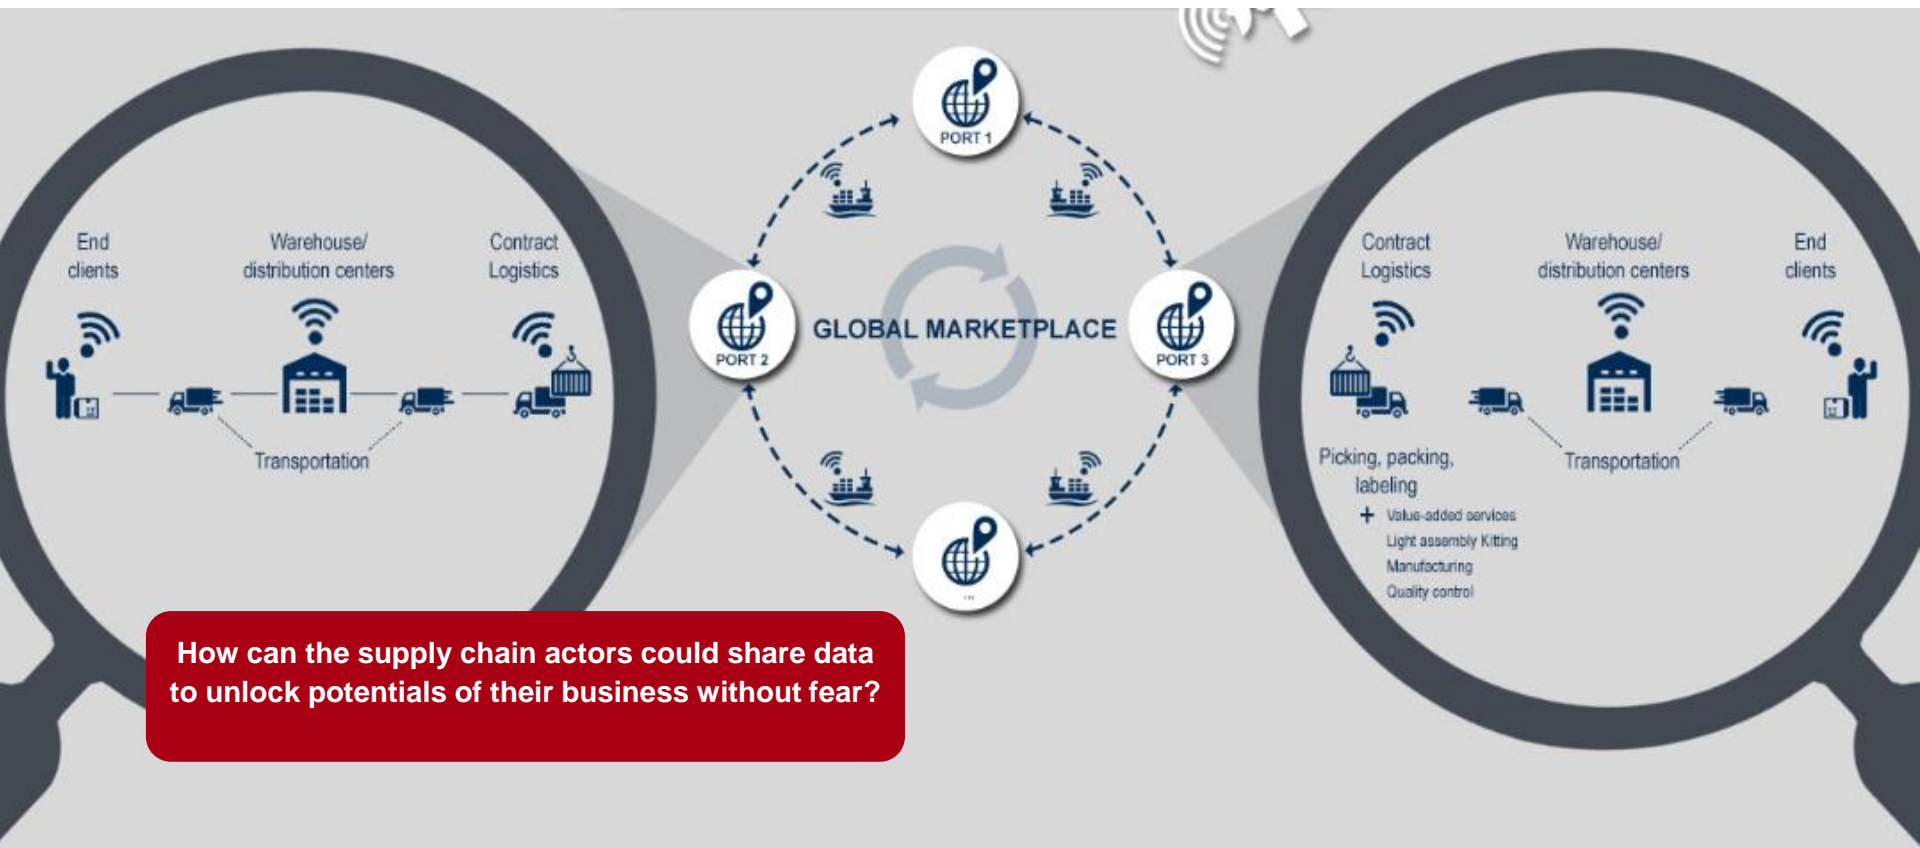 End
clients
Warehouse/
distribution centers
Contract
Logistics
Transportation
PORT 1
PORT 2
GLOBAL MARKETPLACE
PORT 3
...
Contract
Logistics
Warehouse/
distribution centers
End
clients
Picking, packing,
labeling
+ Value-added services
Light assembly Kitting
Manufacturing
Quality control
Transportation
How can the supply chain actors could share data
to unlock potentials of their business without fear?